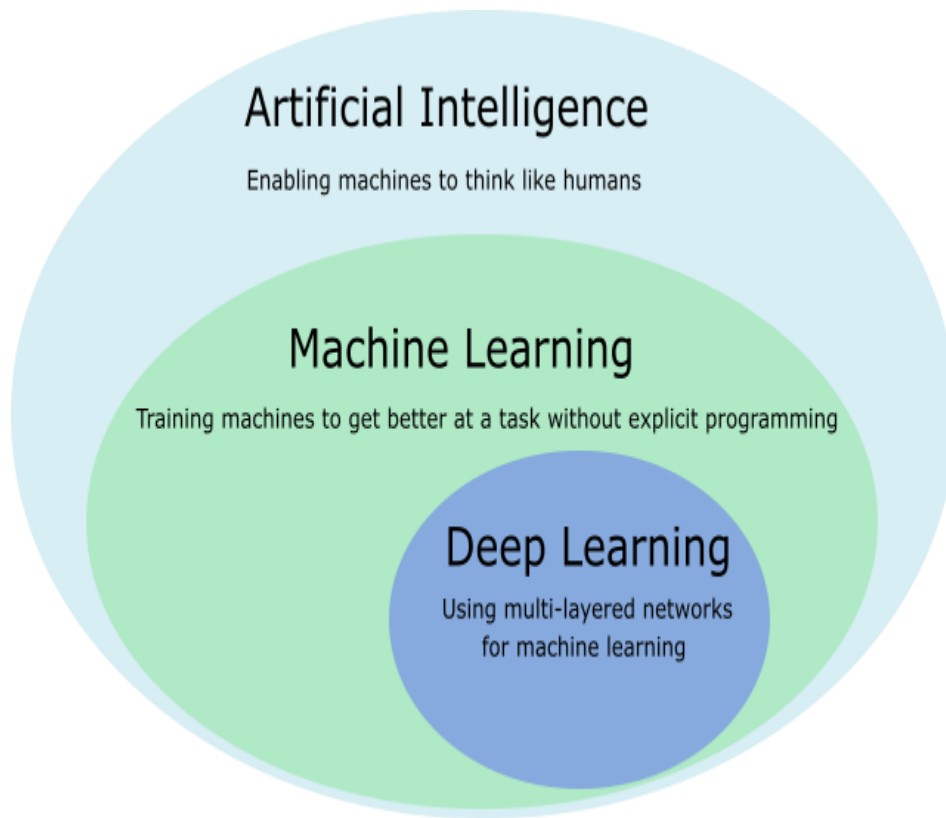 Artificial Intelligence
Enabling machines to think like humans
Machine Learning
Training machines to get better at a task without explicit programming
Deep Learning
Using multi-layered networks
for machine learning